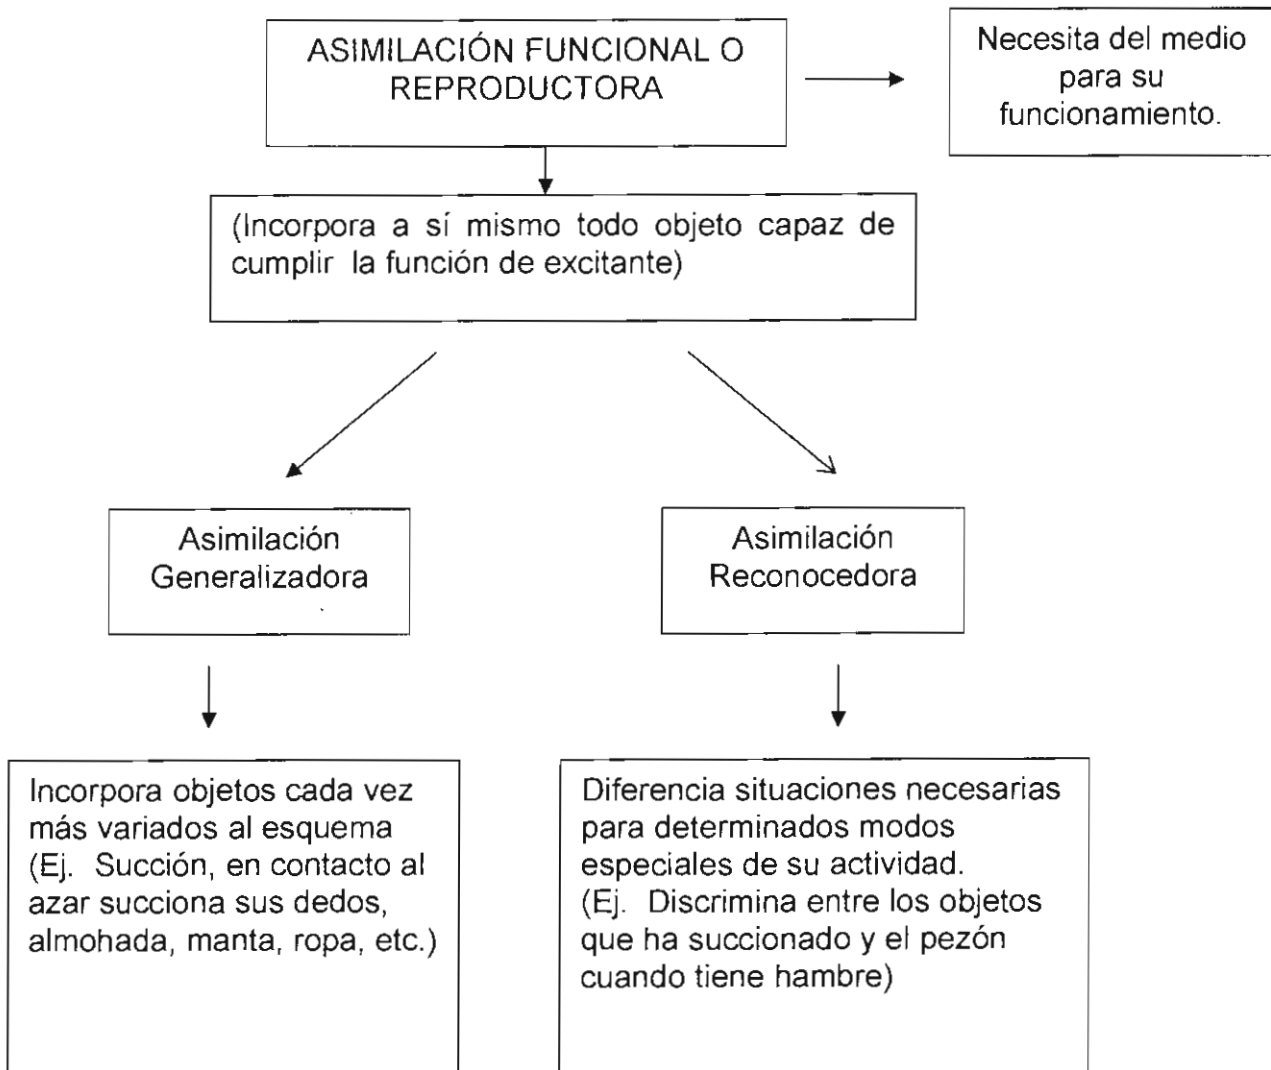 ASIMILACIÓN FUNCIONAL O
REPRODUCTORA
Necesita del medio
para su
funcionamiento.
(Incorpora a sí mismo todo objeto capaz de
cumplir la función de excitante)
Asimilación
Generalizadora
Asimilación
Reconocedora
Incorpora objetos cada vez
más variados al esquema
(Ej. Succión, en contacto al
azar succiona sus dedos,
almohada, manta, ropa, etc.)
Diferencia situaciones necesarias
para determinados modos
especiales de su actividad.
(Ej. Discrimina entre los objetos
que ha succionado y el pezón
cuando tiene hambre)